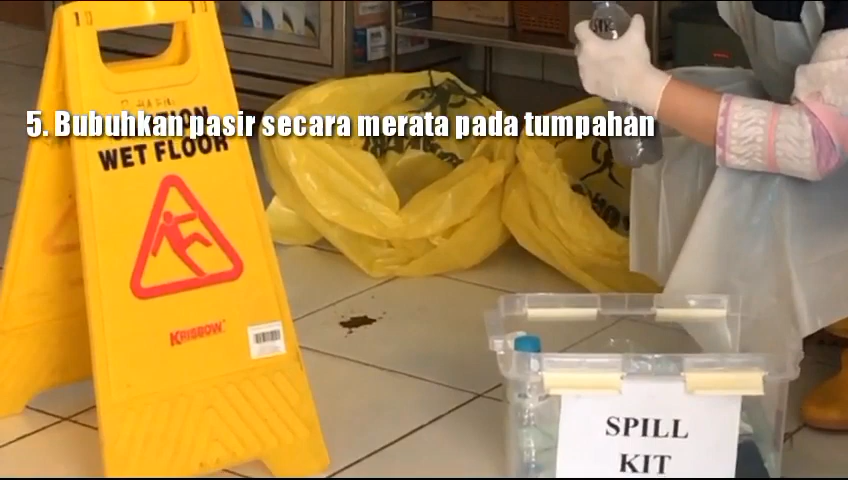 5. Bubuhkan pasir secara merata pada tumpahan
WET FLOOR
KRISBOW
SPILL
KIT